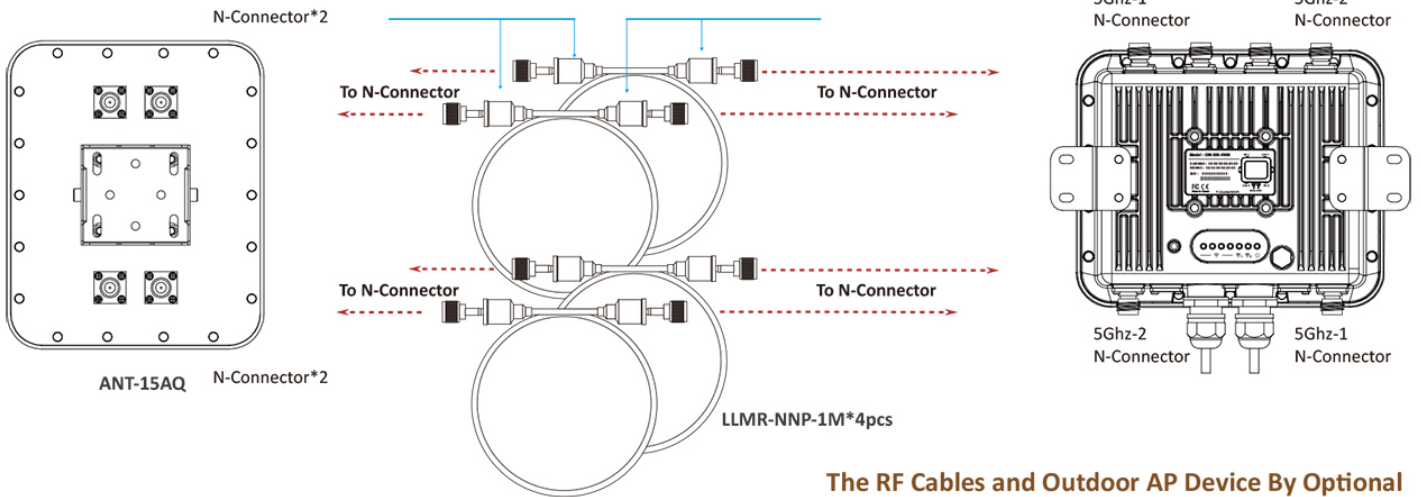 N-Connector*2
5Ghz-1
N-Connector
5Ghz-2
N-Connector
To N-Connector
To N-Connector
To N-Connector
To N-Connector
5Ghz-2
N-Connector
5Ghz-1
N-Connector
ANT-15AQ
N-Connector*2
LLMR-NNP-1M*4pcs
The RF Cables and Outdoor AP Device By Optional